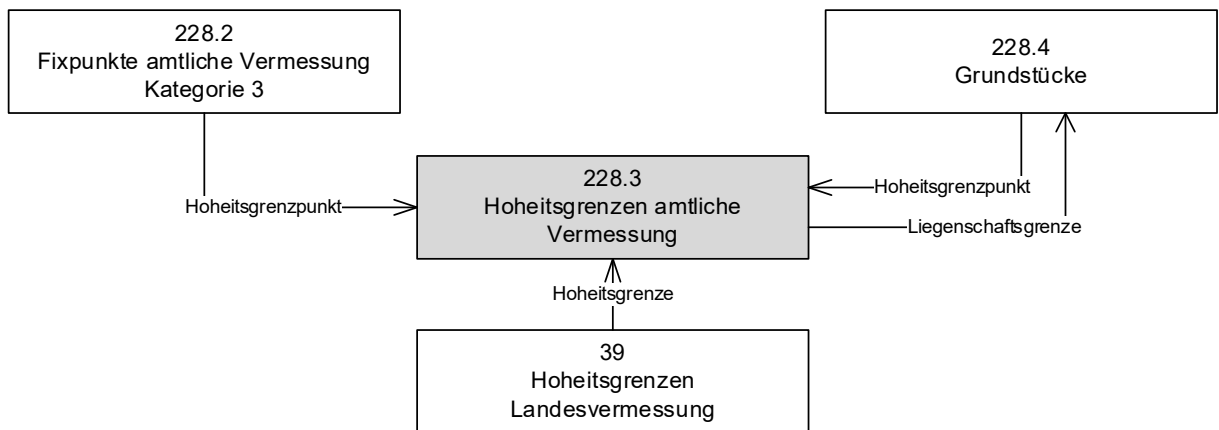 228.2
Fixpunkte amtliche Vermessung
Kategorie 3
228.4
Grundstücke
228.3
Hoheitsgrenzen amtliche
Vermessung
Hoheitsgrenzpunkt
Hoheitsgrenzpunkt
Liegenschaftsgrenze
Hoheitsgrenze
39
Hoheitsgrenzen
Landesvermessung